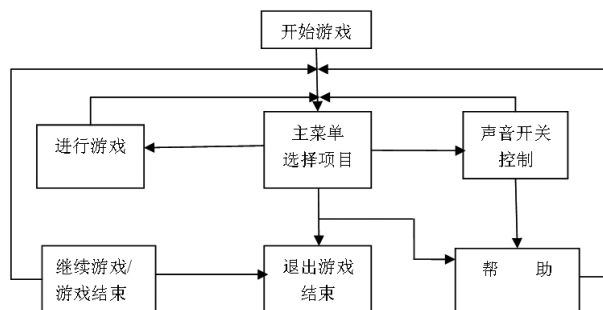 开始游戏
进行游戏
主菜单
选择项目
声音开关
控制
继续游戏/
游戏结束
退出游戏
结束
帮 助